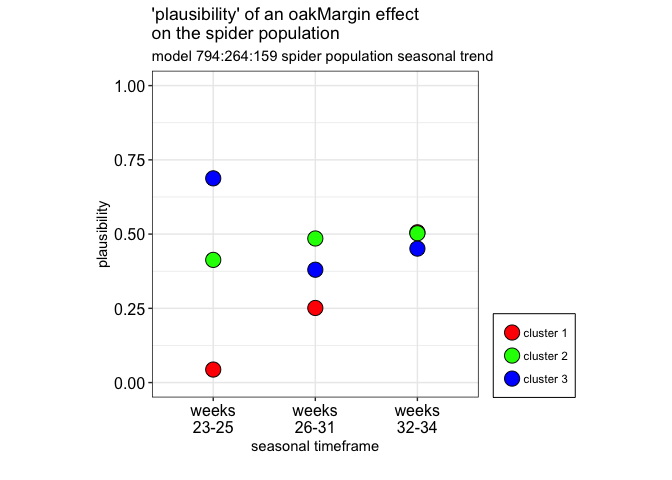 'plausibility' of an oakMargin effect
on the spider population
model 794:264:159 spider population seasonal trend
1.00
0.75
0.50
0.25
0.00
plausibility
weeks
23-25
weeks
26-31
weeks
32-34
seasonal timeframe
cluster 1
cluster 2
cluster 3